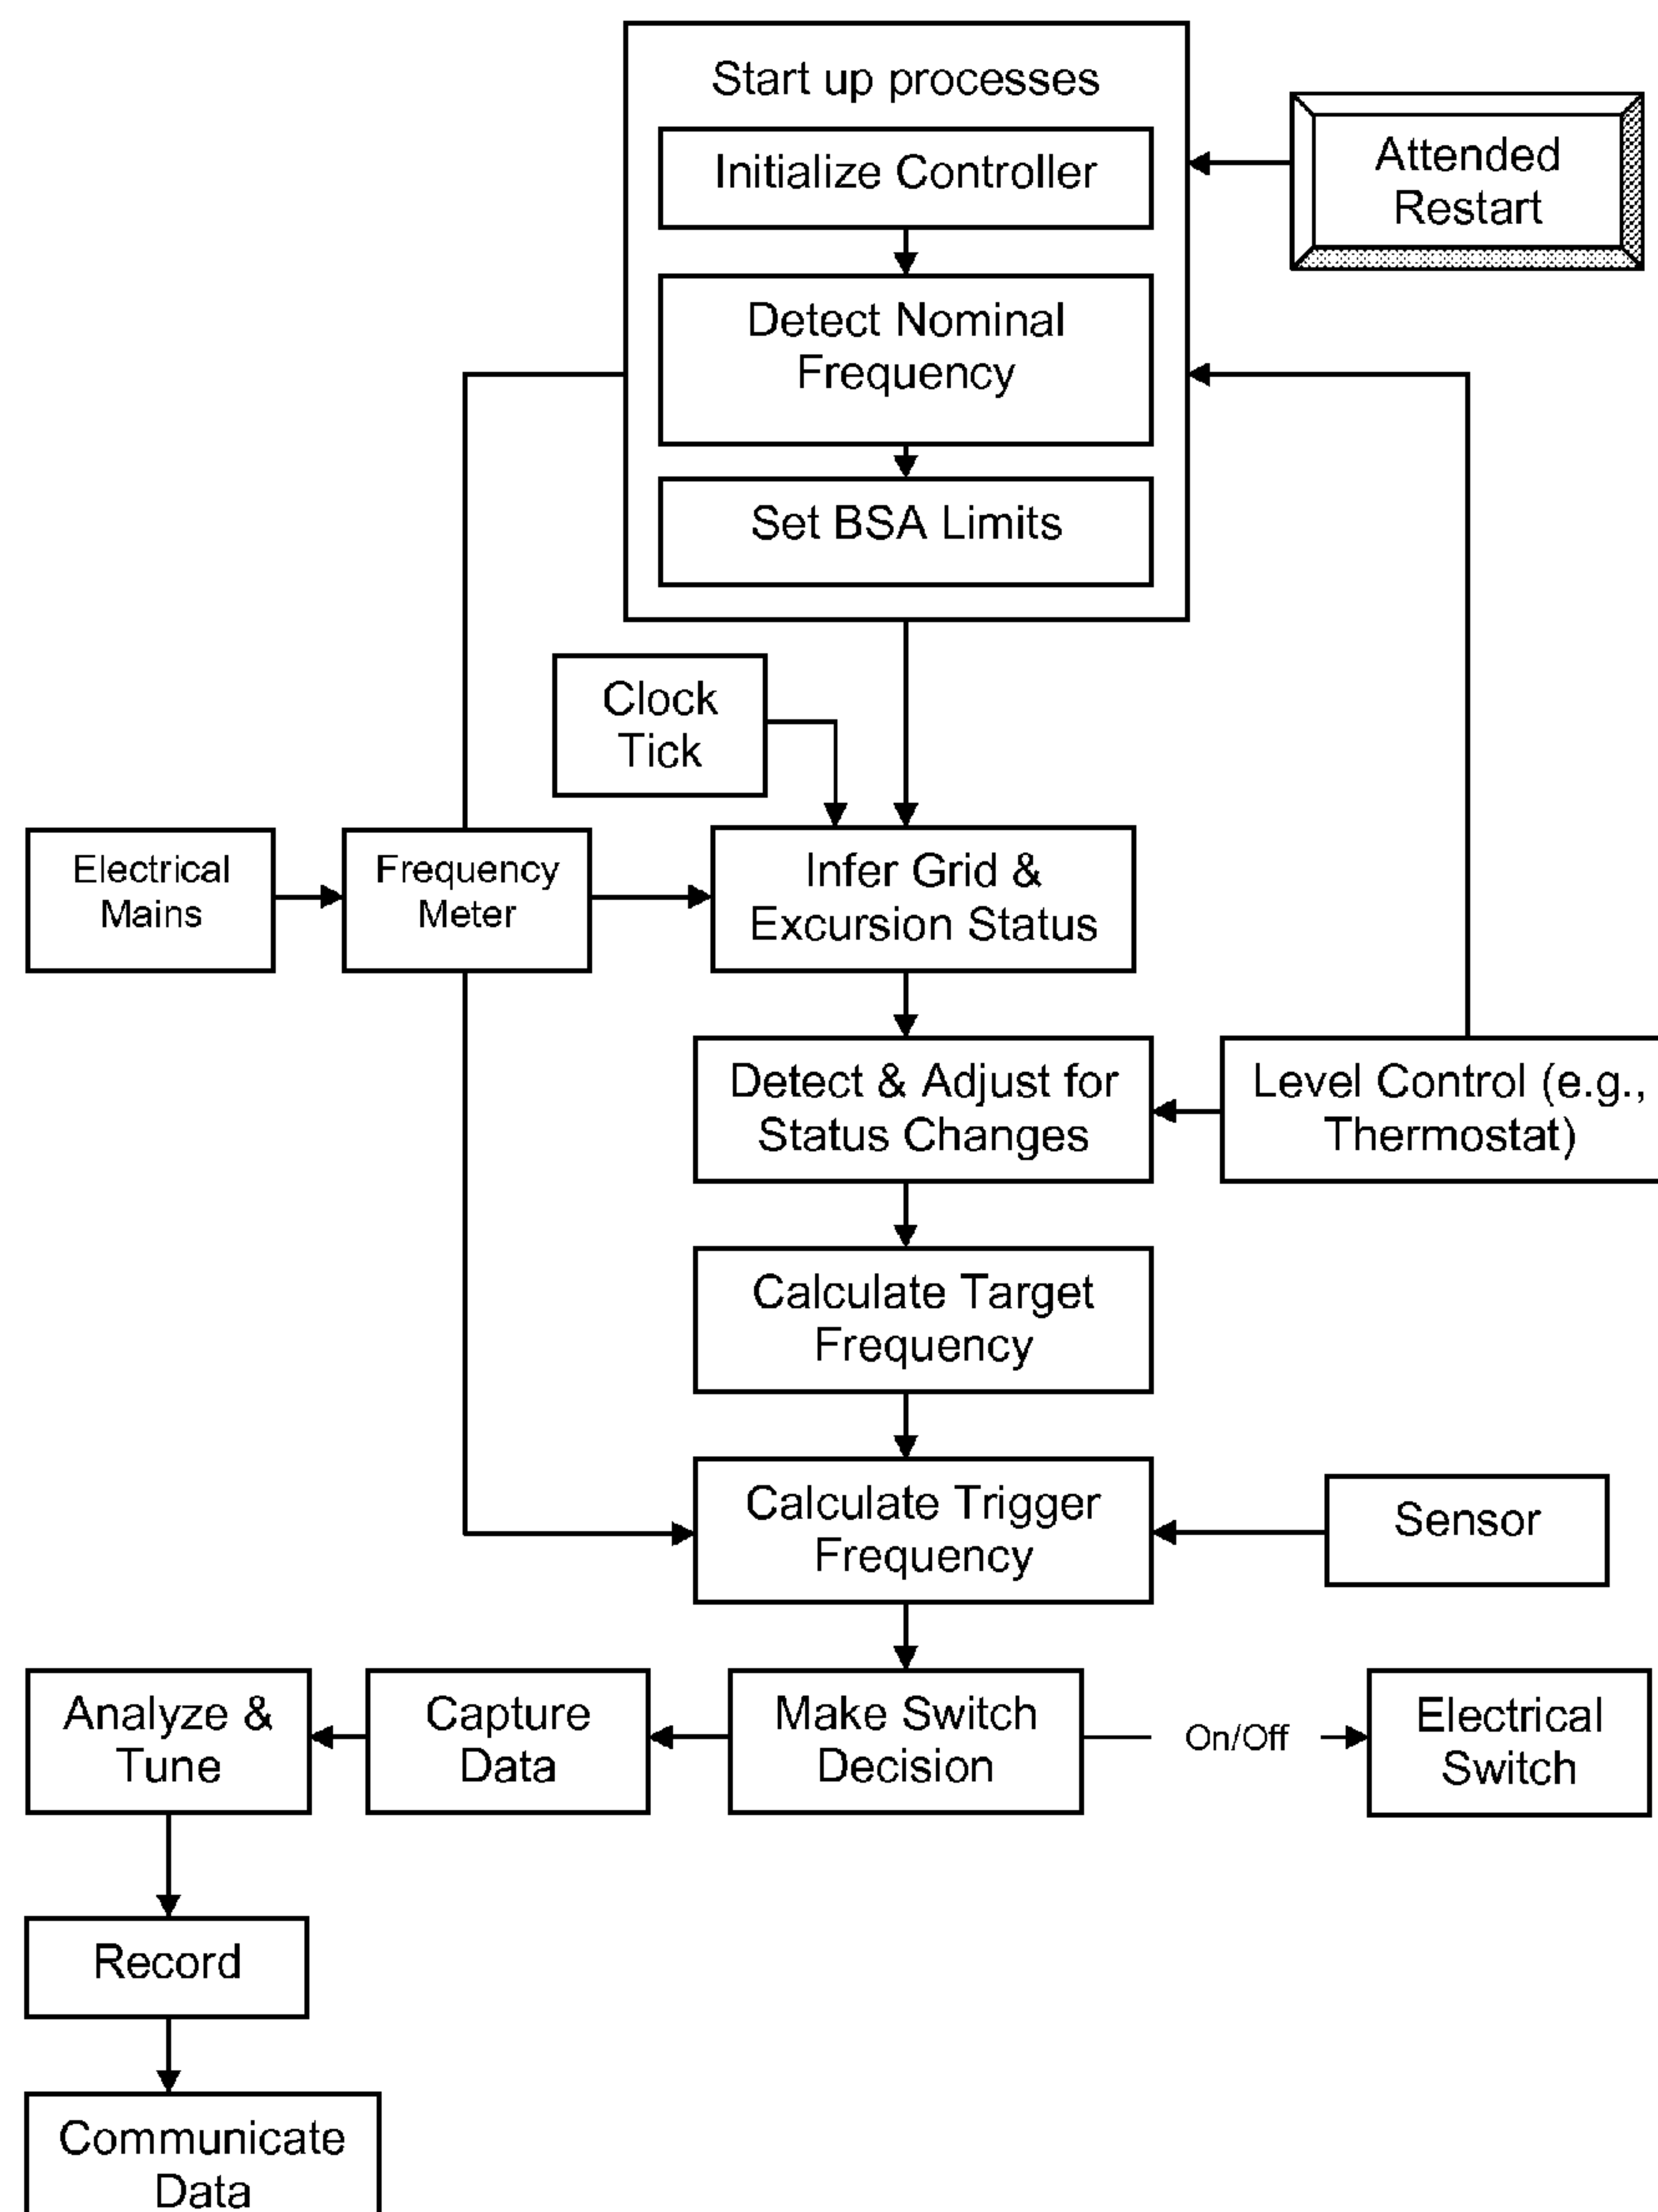 Start up processes
Initialize Controller
Attended
Restart
Detect Nominal
Frequency
Set BSA Limits
Clock
Tick
Electrical
Mains
Frequency
Meter
Infer Grid &
Excursion Status
Detect & Adjust for
Status Changes
Level Control (e.g.,
Thermostat)
Calculate Target
Frequency
Calculate Trigger
Frequency
Sensor
Analyze &
Tune
Capture
Data
Make Switch
Decision
On/Off
Electrical
Switch
Record
Communicate
Data